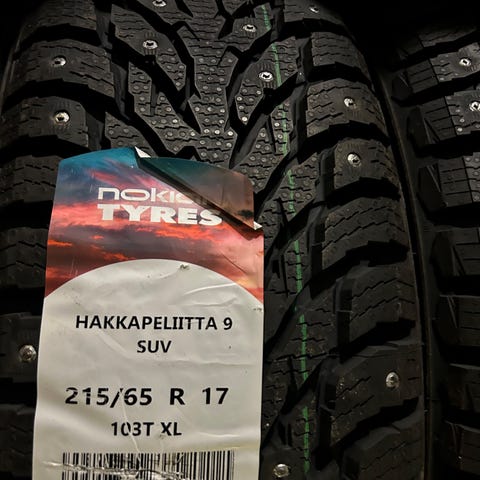 nokian
TYRES
HAKKAPELIITTA 9
SUV
215/65 R 17
103T XL